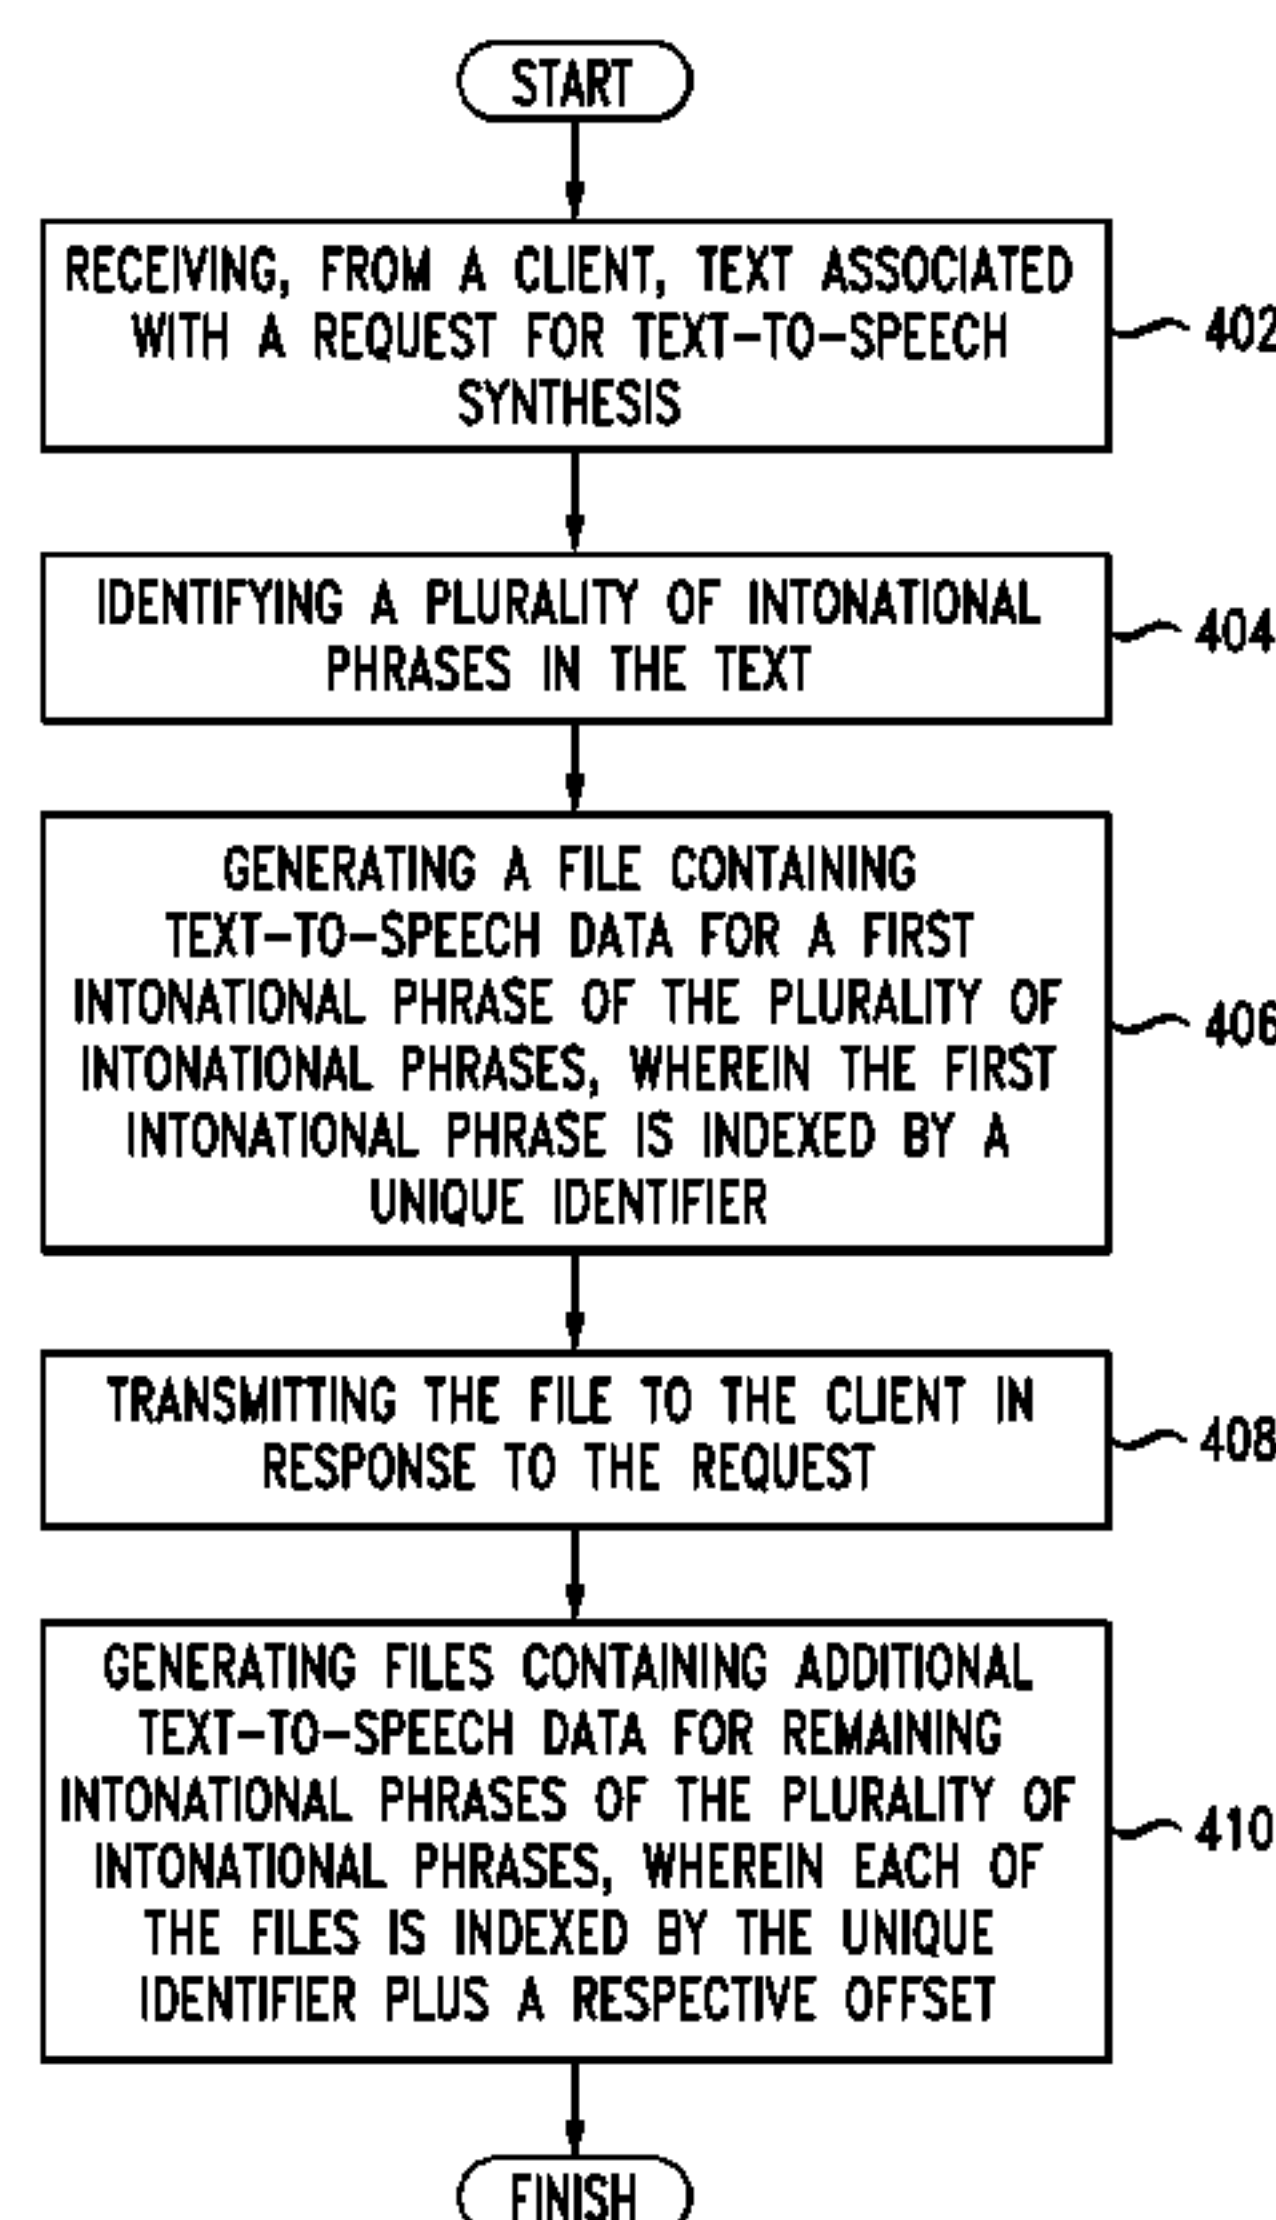 START
RECEIVING, FROM A CLIENT, TEXT ASSOCIATED
WITH A REQUEST FOR TEXT-TO-SPEECH
SYNTHESIS
402
IDENTIFYING A PLURALITY OF INTONATIONAL
PHRASES IN THE TEXT
404
GENERATING A FILE CONTAINING
TEXT-TO-SPEECH DATA FOR A FIRST
INTONATIONAL PHRASE OF THE PLURALITY OF
INTONATIONAL PHRASES, WHEREIN THE FIRST
INTONATIONAL PHRASE IS INDEXED BY A
UNIQUE IDENTIFIER
406
TRANSMITTING THE FILE TO THE CLIENT IN
RESPONSE TO THE REQUEST
408
GENERATING FILES CONTAINING ADDITIONAL
TEXT-TO-SPEECH DATA FOR REMAINING
INTONATIONAL PHRASES OF THE PLURALITY OF
INTONATIONAL PHRASES, WHEREIN EACH OF
THE FILES IS INDEXED BY THE UNIQUE
IDENTIFIER PLUS A RESPECTIVE OFFSET
410
FINISH